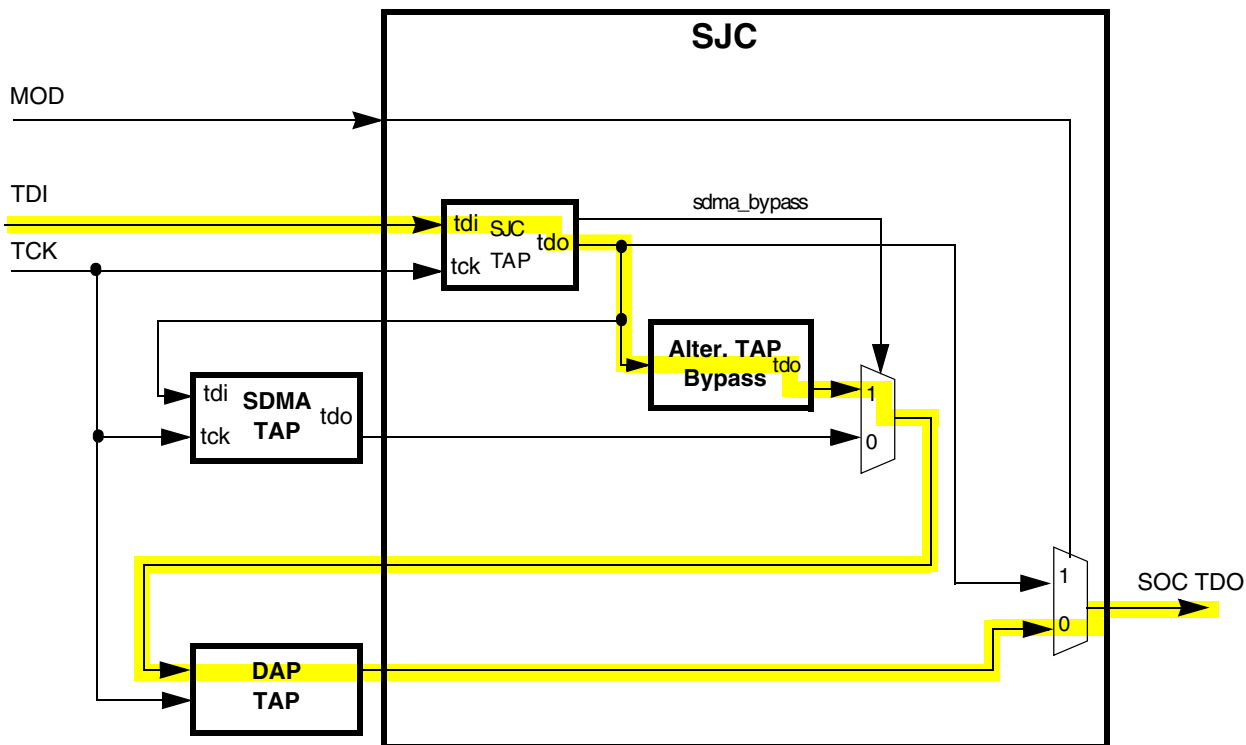 SJC
MOD
TDI
sdma_bypass
tdi SJC
tdo
TCK
tck TAP
Alter. TAP
tdo
Bypass
tdi
SDMA
tdo
tck
TAP
1
0
1
SOC TDO
0
DAP
TAP